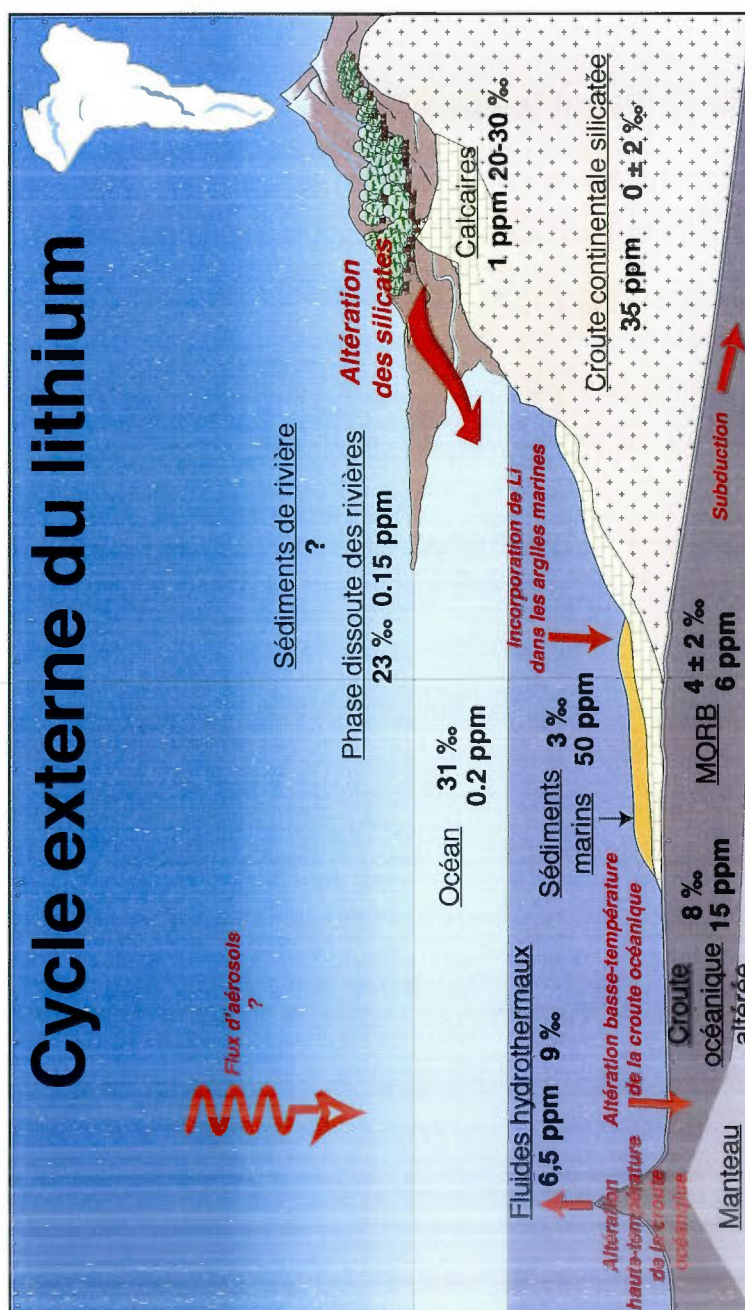 Cycle externe du lithium
Flux d'aérosols
?
Sédiments de rivière
?
Phase dissoute des rivières
23 ‰ 0.15 ppm
Altération
des silicates
Océan
31 ‰
0.2 ppm
Calcaires
1 ppm 20-30 ‰
Fluides hydrothermaux
6,5 ppm 9 ‰
Sédiments 3 ‰
marins 50 ppm
Incorporation de Li
dans les argiles marines
Croute continentale silicatée
35 ppm 0 ± 2 ‰
Altération
haute-température
de la croute
océanique
Altération basse-température
de la croute océanique
Croute 8 ‰
océanique 15 ppm
altérée
MORB 4 ± 2 ‰
6 ppm
Subduction
Manteau